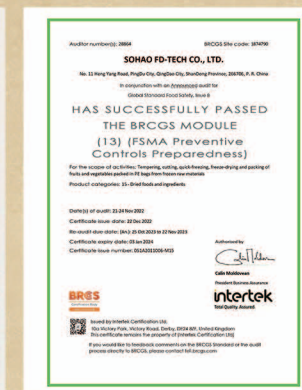 Auditor number(s): 20864 BRCGS Site code: 1874790
SOHAO FD-TECH CO., LTD.
No. 11 Hong Yang Road, PingDu City, QingDao City, ShanDong Province, 266706, P. R. China
In conjunction with an Announced audit for
Global Standard Food Safety, Issue 8
HAS SUCCESSFULLY PASSED
THE BRCGS MODULE
(13) (FSMA Preventive
Controls Preparedness)
For the scope of activities: Tempering, cutting, quick-freezing, freeze-drying and packing of
fruits and vegetables packed in PE bags from frozen raw materials
Product categories: 15 - Dried foods and ingredients
Date(s) of audit: 23-24 Nov 2022
Certificate issue date: 22 Dec 2022
Re-audit due date: (An): 25 Oct 2023 to 22 Nov 2023
Certificate expiry date: 03 Jan 2024
Certificate issue number: 051A2011006-M13
Authorised by
Calin Moldovean
President Business Assurance
BRCGS
intertek
Total Quality. Assured.
Issued by Intertek Certification Ltd.
10a Victory Park, Victory Road, Derby, DE24 8ZF, United Kingdom
This certificate remains the property of (Intertek Certification Ltd)
If you would like to feedback comments on the BRCGS Standard or the audit
process directly to BRCGS, please contact tell.brcgs.com